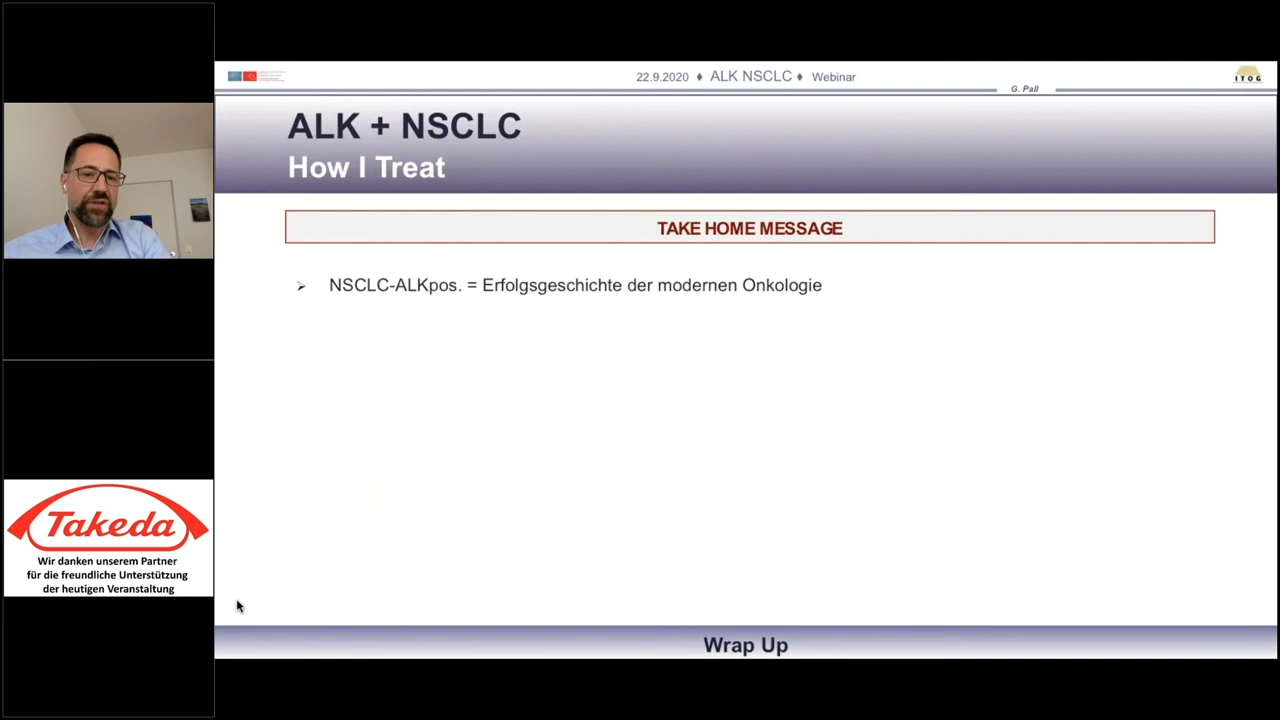 22.9.2020 ♦ ALK NSCLC ♦ Webinar
ITOG
G. Pall
ALK + NSCLC
How I Treat
TAKE HOME MESSAGE
➢ NSCLC-ALKpos. = Erfolgsgeschichte der modernen Onkologie
Takeda
Wir danken unserem Partner
für die freundliche Unterstützung
der heutigen Veranstaltung
Wrap Up